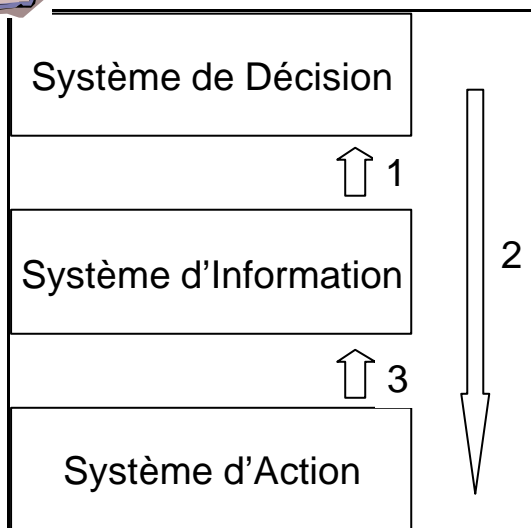 Système de Décision
1
2
Système d’Information
3
Système d’Action